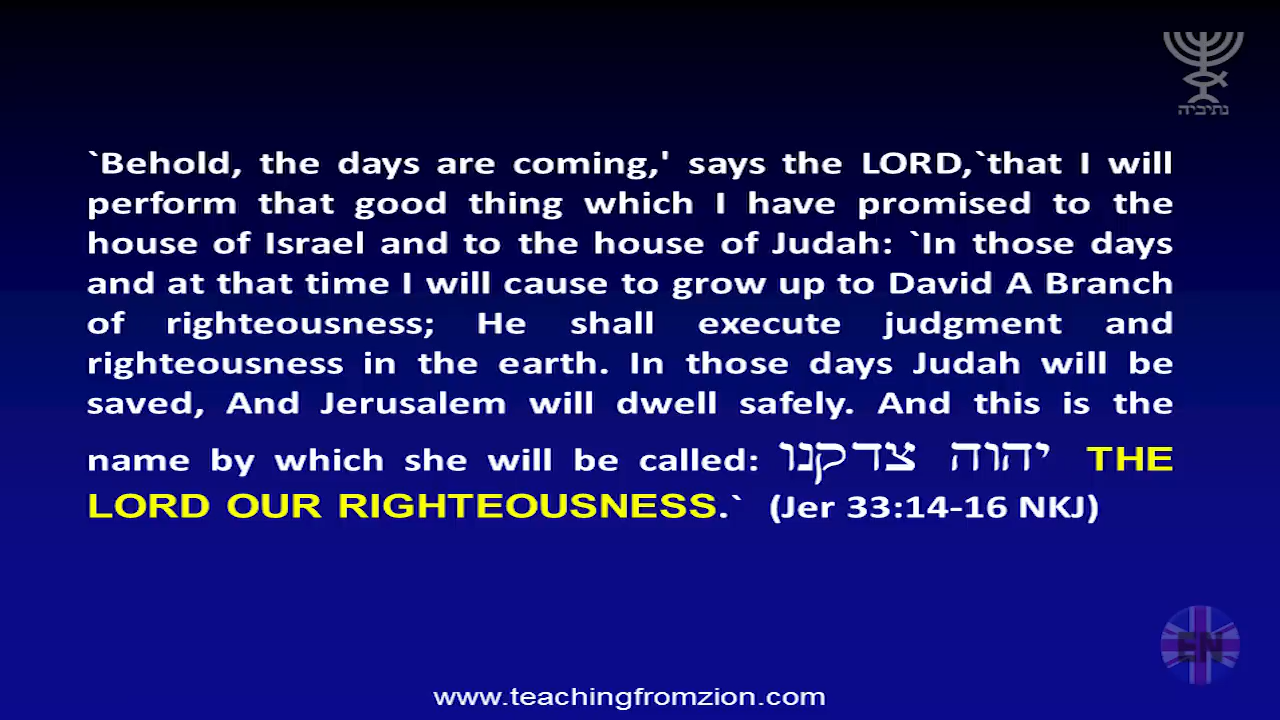 נתיביה
`Behold, the days are coming,' says the LORD,`that I will
perform that good thing which I have promised to the
house of Israel and to the house of Judah: `In those days
and at that time I will cause to grow up to David A Branch
of righteousness; He shall execute judgment and
righteousness in the earth. In those days Judah will be
saved, And Jerusalem will dwell safely. And this is the
name by which she will be called: יהוה צדקנו THE
LORD OUR RIGHTEOUSNESS.` (Jer 33:14-16 NKJ)
EN
www.teachingfromzion.com